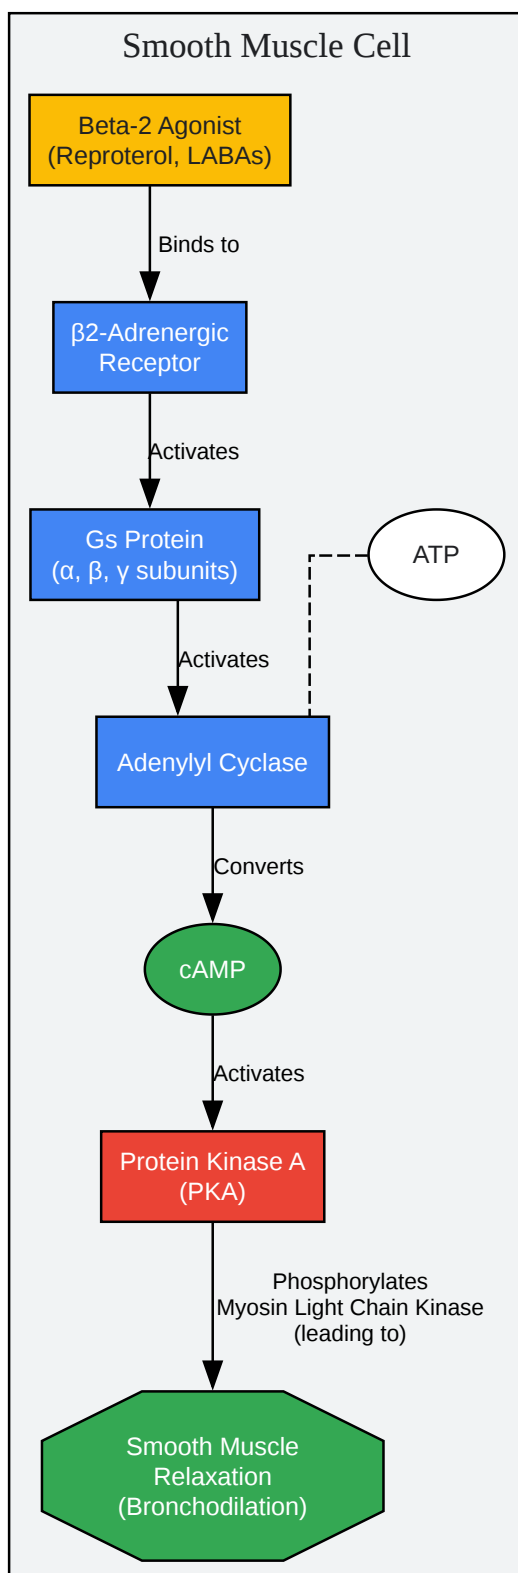 Smooth Muscle Cell
Beta-2 Agonist
(Reproterol, LABAs)
Binds to
β2-Adrenergic
Receptor
Activates
Gs Protein
(α, β, γ subunits)
ATP
Activates
Adenylyl Cyclase
Converts
cAMP
Activates
Protein Kinase A
(PKA)
Phosphorylates
Myosin Light Chain Kinase
(leading to)
Smooth Muscle
Relaxation
(Bronchodilation)